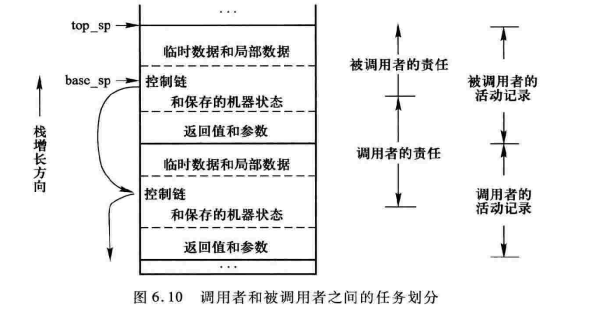 ...
top_sp
临时数据和局部数据
base_sp
控制链
和保存的机器状态
返回值和参数
临时数据和局部数据
控制链
和保存的机器状态
返回值和参数
...
栈增长方向
被调用者的责任
调用者的责任
被调用者的
活动记录
调用者的
活动记录
图 6.10 调用者和被调用者之间的任务划分